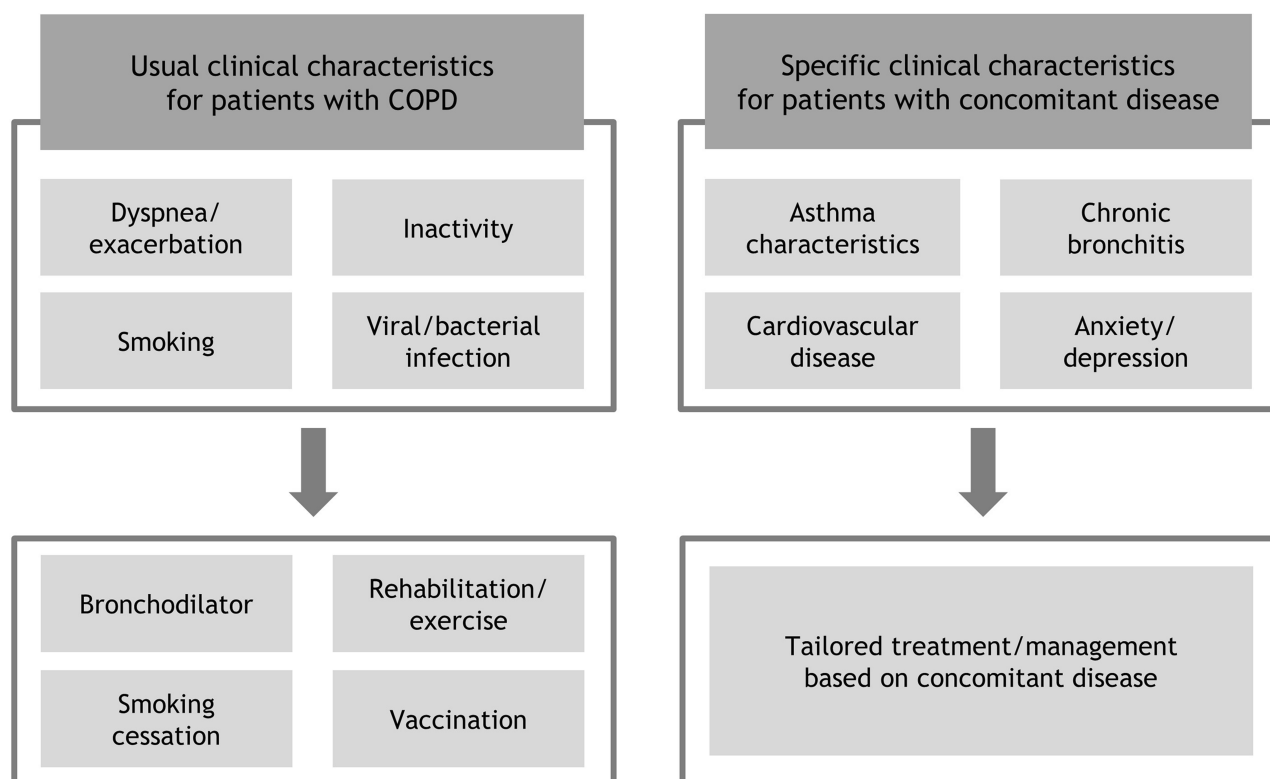 Usual clinical characteristics
for patients with COPD
Dyspnea/
exacerbation
Inactivity
Smoking
Viral/bacterial
infection
Bronchodilator
Rehabilitation/
exercise
Smoking
cessation
Vaccination
Specific clinical characteristics
for patients with concomitant disease
Asthma
characteristics
Chronic
bronchitis
Cardiovascular
disease
Anxiety/
depression
Tailored treatment/management
based on concomitant disease